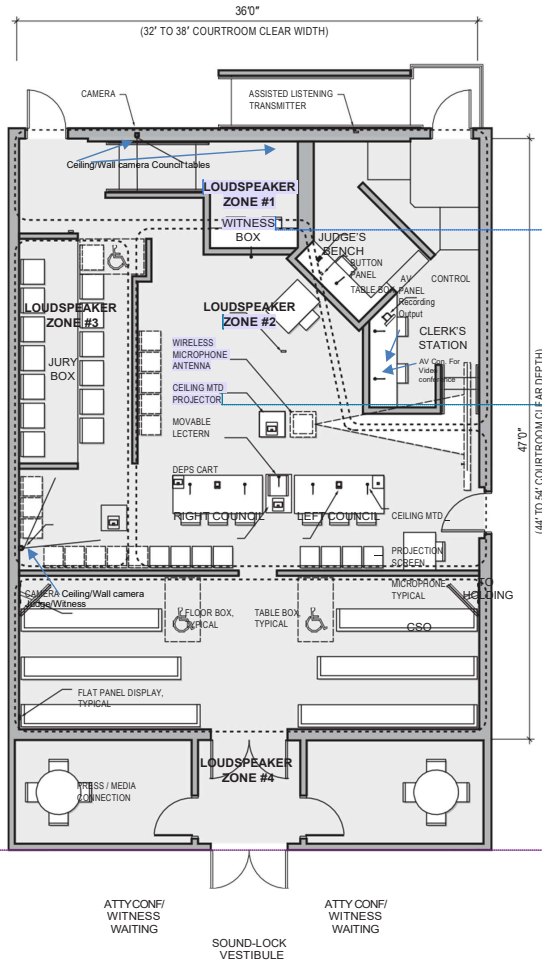 36'0"
(32' TO 38' COURTROOM CLEAR WIDTH)
CAMERA
ASSISTED LISTENING
TRANSMITTER
Ceiling/Wall camera Council tables
LOUDSPEAKER
ZONE #1
WITNESS
BOX
JUDGE'S
BENCH
BUTTON
PANEL
TABLE BOX
AV CONTROL
PANEL
Recording
Output
CLERK'S
STATION
AV Con. For
Video
conference
LOUDSPEAKER
ZONE #3
JURY
BOX
LOUDSPEAKER
ZONE #2
WIRELESS
MICROPHONE
ANTENNA
CEILING MTD
PROJECTOR
MOVABLE
LECTERN
DEPS CART
RIGHT COUNCIL
LEFT COUNCIL
CEILING MTD
PROJECTION
SCREEN
47'0"
(44' TO 54' COURTROOM CLEAR DEPTH)
CAMERA Ceiling/Wall camera
Judge/Witness
FLOOR BOX,
TYPICAL
TABLE BOX,
TYPICAL
MICROPHONE,
TYPICAL
TO
HOLDING
CSO
FLAT PANEL DISPLAY,
TYPICAL
LOUDSPEAKER
ZONE #4
PRESS / MEDIA
CONNECTION
ATTY CONF/
WITNESS
WAITING
ATTY CONF/
WITNESS
WAITING
SOUND-LOCK
VESTIBULE